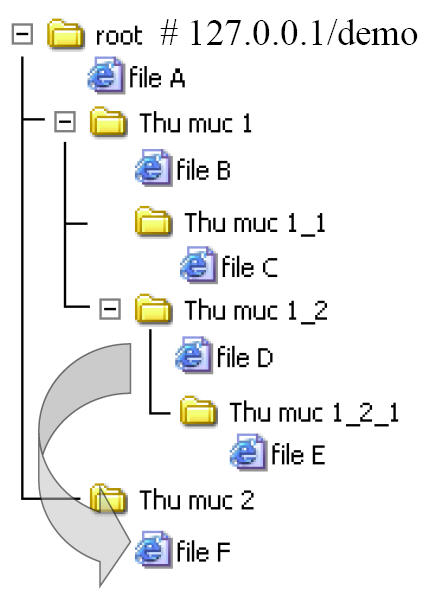 root # 127.0.0.1/demo
file A
Thu muc 1
file B
Thu muc 1_1
file C
Thu muc 1_2
file D
Thu muc 1_2_1
file E
Thu muc 2
file F